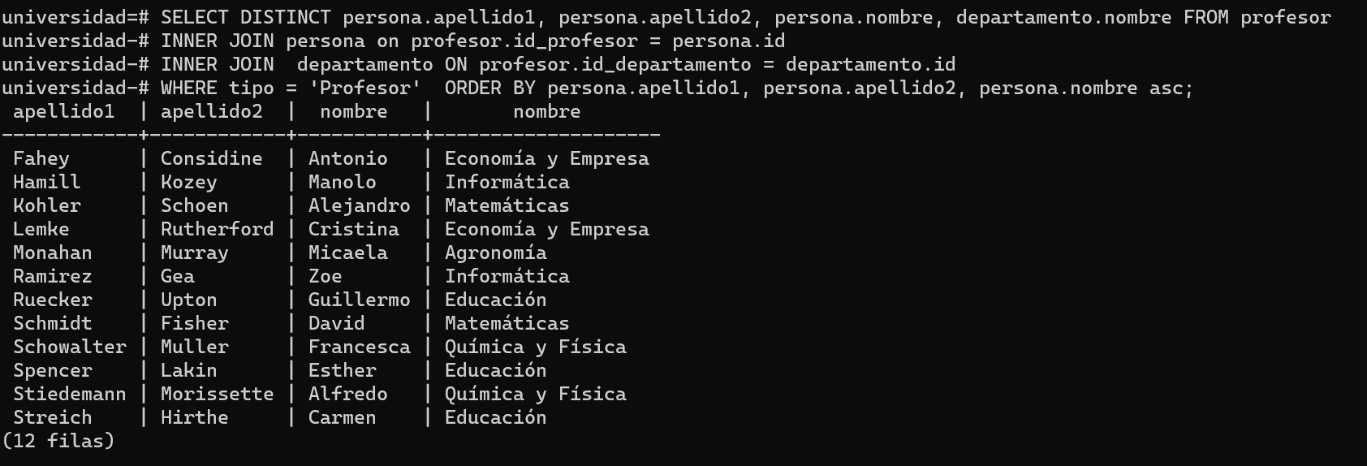 universidad=# SELECT DISTINCT persona.apellido1, persona.apellido2, persona.nombre, departamento.nombre FROM profesor
universidad-# INNER JOIN persona on profesor.id_profesor = persona.id
universidad-# INNER JOIN  departamento ON profesor.id_departamento = departamento.id
universidad-# WHERE tipo = 'Profesor'  ORDER BY persona.apellido1, persona.apellido2, persona.nombre asc;
 apellido1  | apellido2  |  nombre   |       nombre
------------+------------+-----------+--------------------
 Fahey      | Considine  | Antonio   | Economía y Empresa
 Hamill     | Kozey      | Manolo    | Informática
 Kohler     | Schoen     | Alejandro | Matemáticas
 Lemke      | Rutherford | Cristina  | Economía y Empresa
 Monahan    | Murray     | Micaela   | Agronomía
 Ramirez    | Gea        | Zoe       | Informática
 Ruecker    | Upton      | Guillermo | Educación
 Schmidt    | Fisher     | David     | Matemáticas
 Schowalter | Muller     | Francesca | Química y Física
 Spencer    | Lakin      | Esther    | Educación
 Stiedemann | Morissette | Alfredo   | Química y Física
 Streich    | Hirthe     | Carmen    | Educación
(12 filas)